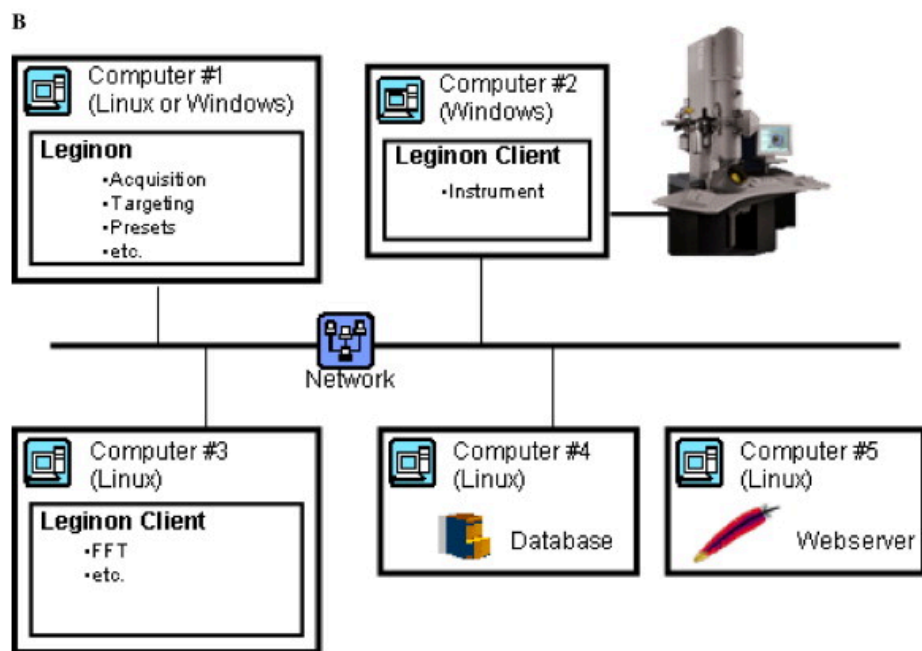 B
Computer #1
(Linux or Windows)
Leginon
•Acquisition
•Targeting
•Presets
•etc.
Computer #2
(Windows)
Leginon Client
•Instrument
Network
Computer #3
(Linux)
Leginon Client
•FFT
•etc.
Computer #4
(Linux)
Database
Computer #5
(Linux)
Webserver